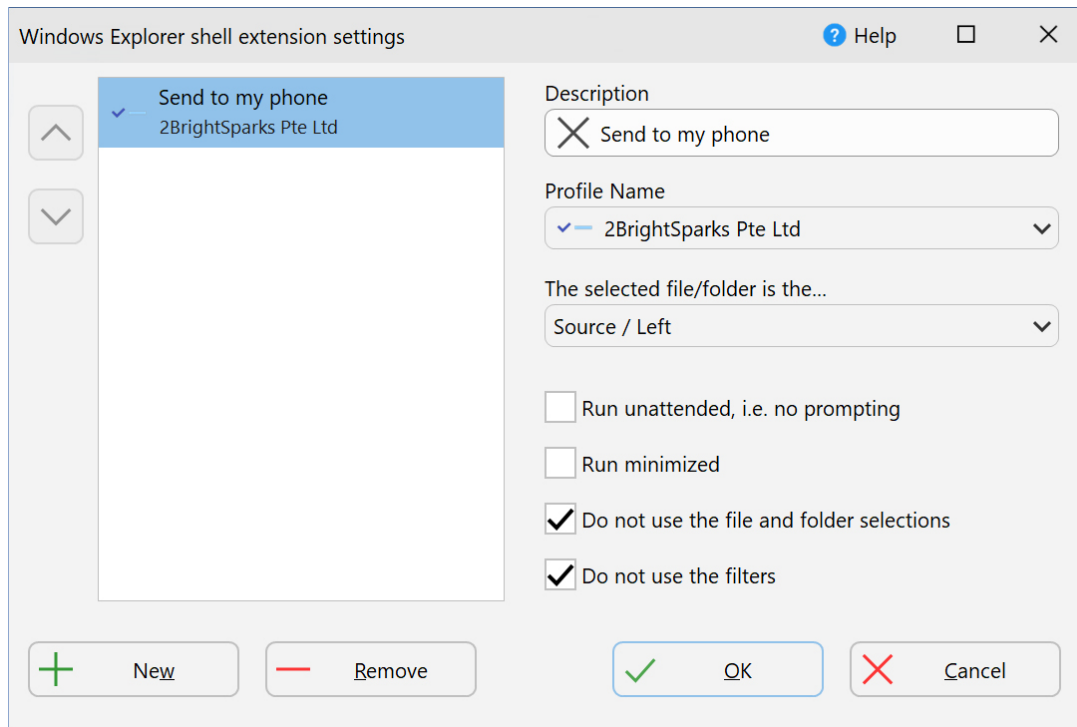 Windows Explorer shell extension settings
? Help
Send to my phone
2BrightSparks Pte Ltd
Description
Send to my phone
Profile Name
2BrightSparks Pte Ltd
The selected file/folder is the...
Source / Left
Run unattended, i.e. no prompting
Run minimized
Do not use the file and folder selections
Do not use the filters
New
Remove
OK
Cancel